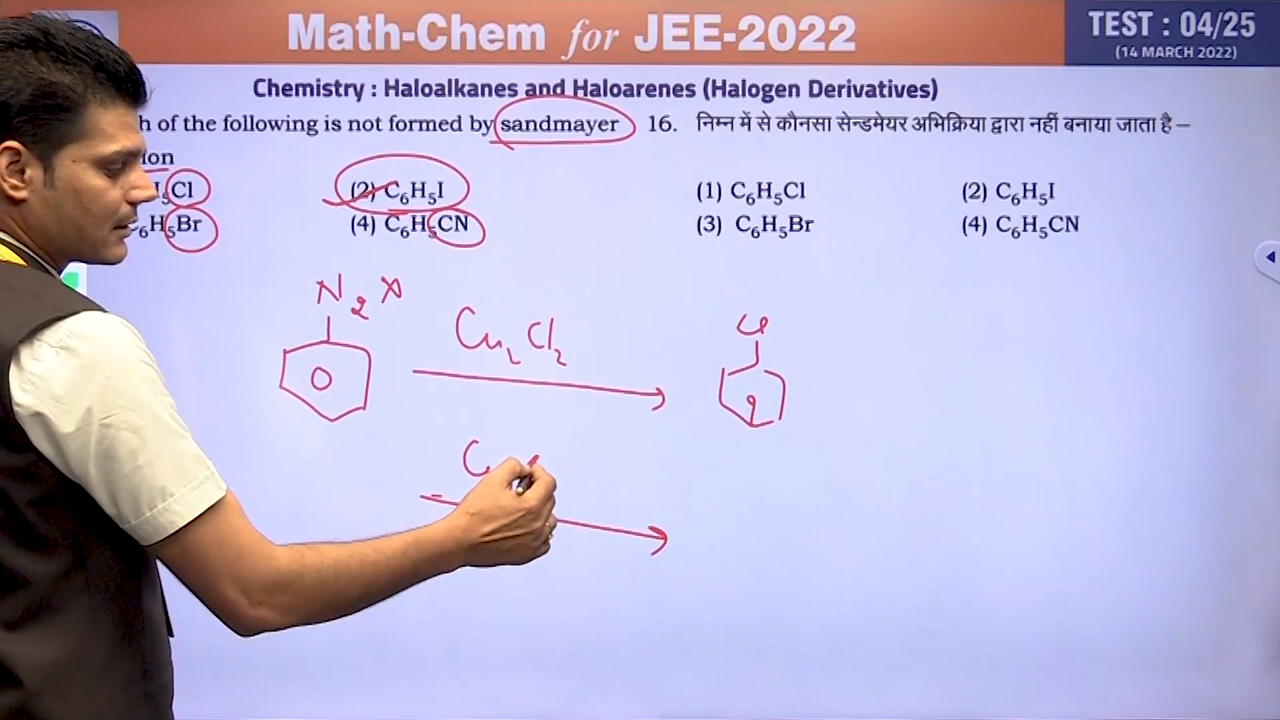 Math-Chem for JEE-2022
TEST : 04/25
(14 MARCH 2022)
Chemistry : Haloalkanes and Haloarenes (Halogen Derivatives)
of the following is not formed by sandmayer
(2) C₆H₅I
₅Cl
₆H₅Br
(4) C₆H₅CN
16. निम्न में से कौनसा सेन्डमेयर अभिक्रिया द्वारा नहीं बनाया जाता है –
(1) C₆H₅Cl
(2) C₆H₅I
(3) C₆H₅Br
(4) C₆H₅CN
N₂X
Cu₂Cl₂
Cl
C